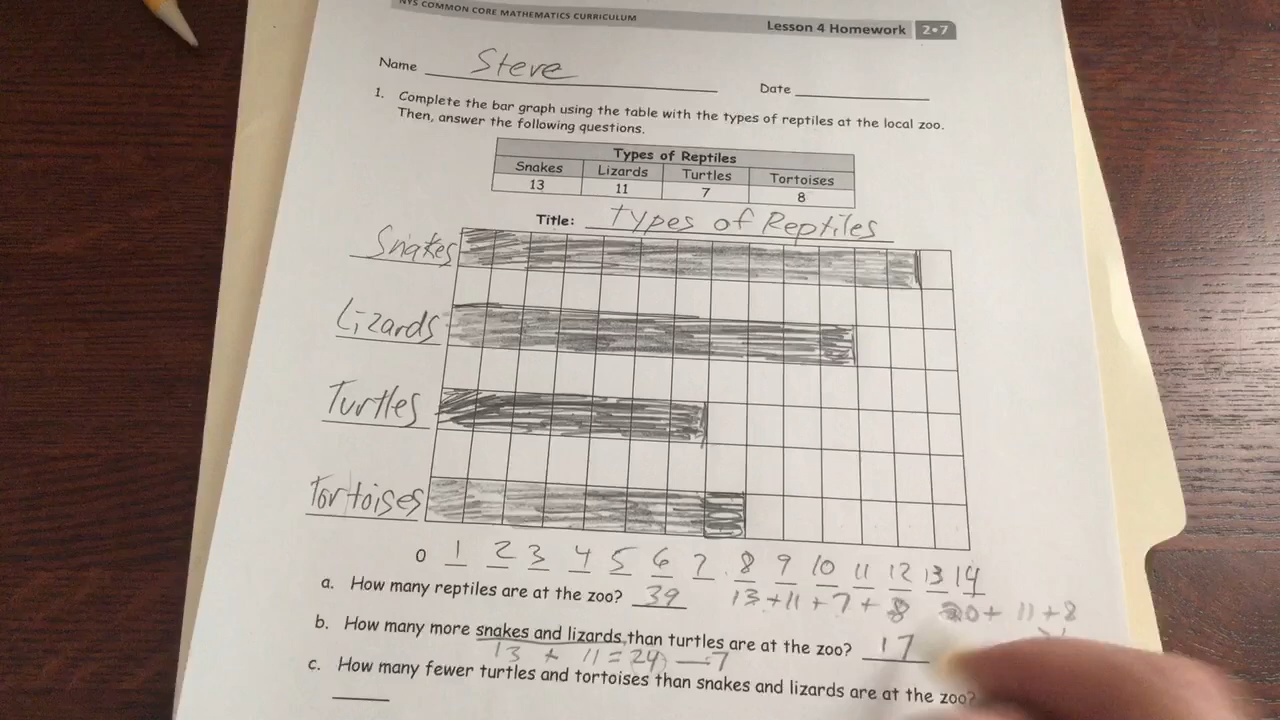 NYS COMMON CORE MATHEMATICS CURRICULUM
Lesson 4 Homework 2•7
Name Steve
Date
1. Complete the bar graph using the table with the types of reptiles at the local zoo.
Then, answer the following questions.
Types of Reptiles
Snakes Lizards Turtles Tortoises
13 11 7 8
Title: Types of Reptiles
Snakes
Lizards
Turtles
Tortoises
0 1 2 3 4 5 6 7 8 9 10 11 12 13 14
a. How many reptiles are at the zoo? 39 13 + 11 + 7 + 8 20 + 11 + 8
b. How many more snakes and lizards than turtles are at the zoo? 17
13 + 11 = 24 - 7
c. How many fewer turtles and tortoises than snakes and lizards are at the zoo?